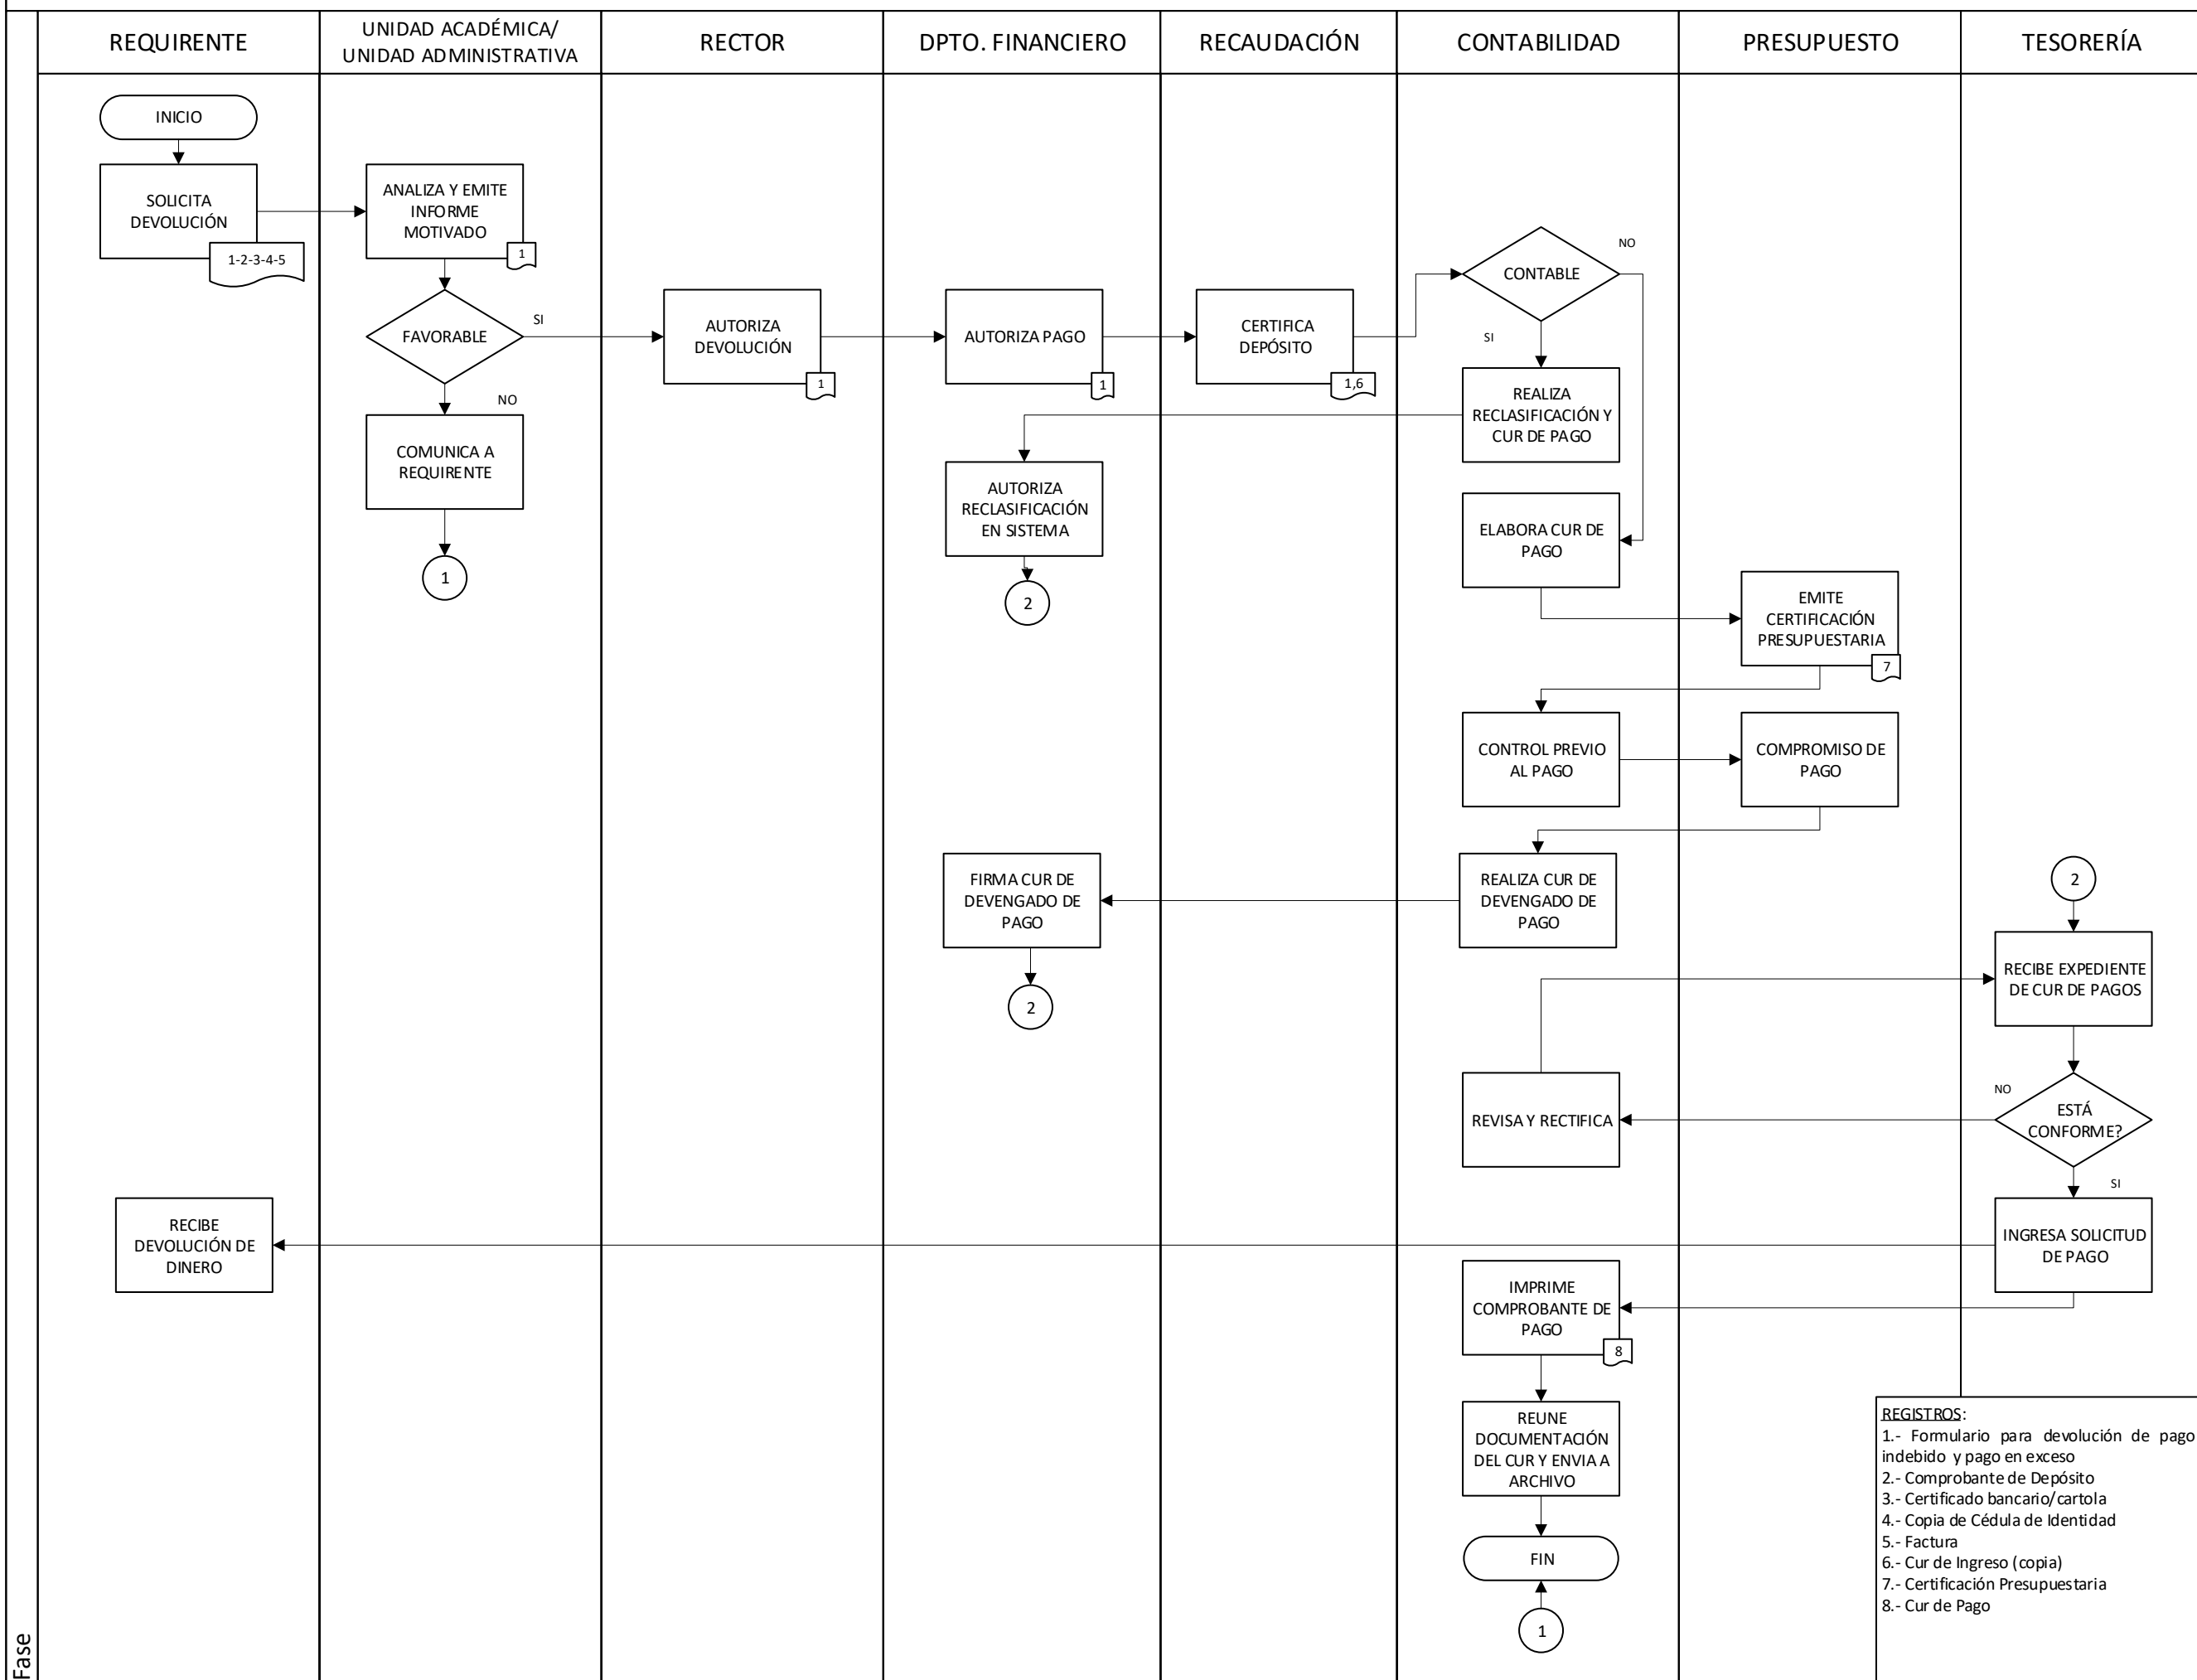 REQUIRENTE
UNIDAD ACADÉMICA/
UNIDAD ADMINISTRATIVA
RECTOR
DPTO. FINANCIERO
RECAUDACIÓN
CONTABILIDAD
PRESUPUESTO
TESORERÍA
INICIO
SOLICITA
DEVOLUCIÓN
1-2-3-4-5
ANALIZA Y EMITE
INFORME
MOTIVADO
1
FAVORABLE
SI
NO
COMUNICA A
REQUIRENTE
1
AUTORIZA
DEVOLUCIÓN
1
AUTORIZA PAGO
1
CERTIFICA
DEPÓSITO
1,6
CONTABLE
NO
SI
REALIZA
RECLASIFICACIÓN Y
CUR DE PAGO
AUTORIZA
RECLASIFICACIÓN
EN SISTEMA
2
ELABORA CUR DE
PAGO
EMITE
CERTIFICACIÓN
PRESUPUESTARIA
7
CONTROL PREVIO
AL PAGO
COMPROMISO DE
PAGO
REALIZA CUR DE
DEVENGADO DE
PAGO
FIRMA CUR DE
DEVENGADO DE
PAGO
2
2
RECIBE EXPEDIENTE
DE CUR DE PAGOS
ESTÁ
CONFORME?
NO
SI
REVISA Y RECTIFICA
INGRESA SOLICITUD
DE PAGO
RECIBE
DEVOLUCIÓN DE
DINERO
IMPRIME
COMPROBANTE DE
PAGO
8
REUNE
DOCUMENTACIÓN
DEL CUR Y ENVIA A
ARCHIVO
FIN
1
REGISTROS:
1.- Formulario para devolución de pago
indebido y pago en exceso
2.- Comprobante de Depósito
3.- Certificado bancario/cartola
4.- Copia de Cédula de Identidad
5.- Factura
6.- Cur de Ingreso (copia)
7.- Certificación Presupuestaria
8.- Cur de Pago
Fase